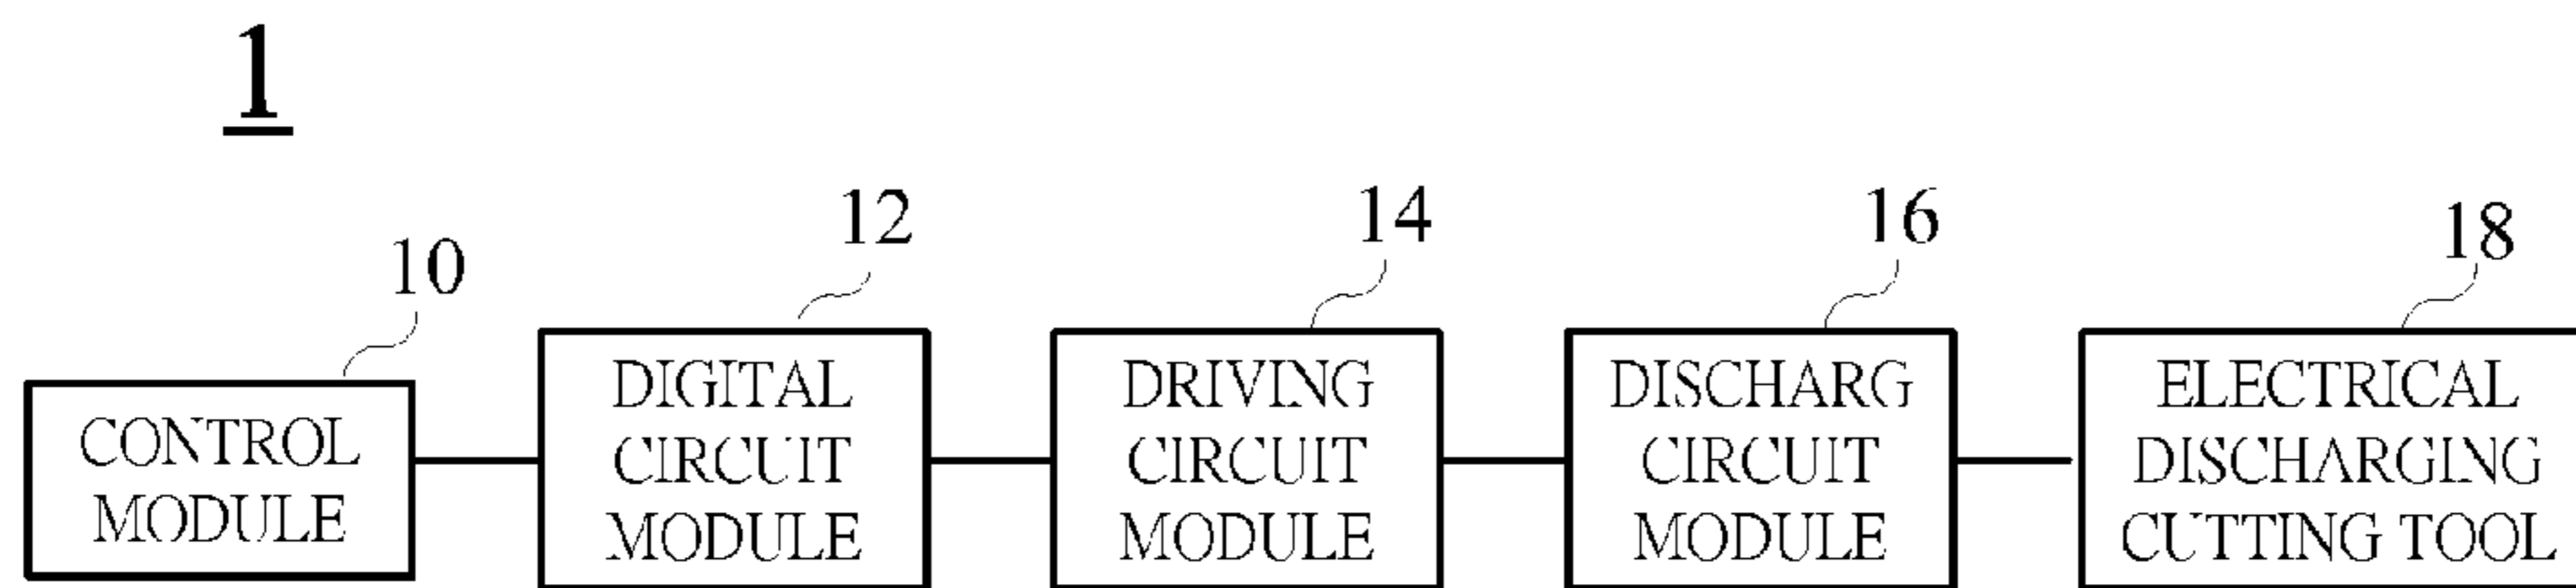 1
10
12
14
16
18
CONTROL
MODULE
DIGITAL
CIRCUIT
MODULE
DRIVING
CIRCUIT
MODULE
DISCHARG
CIRCUIT
MODULE
ELECTRICAL
DISCHARGING
CUTTING TOOL